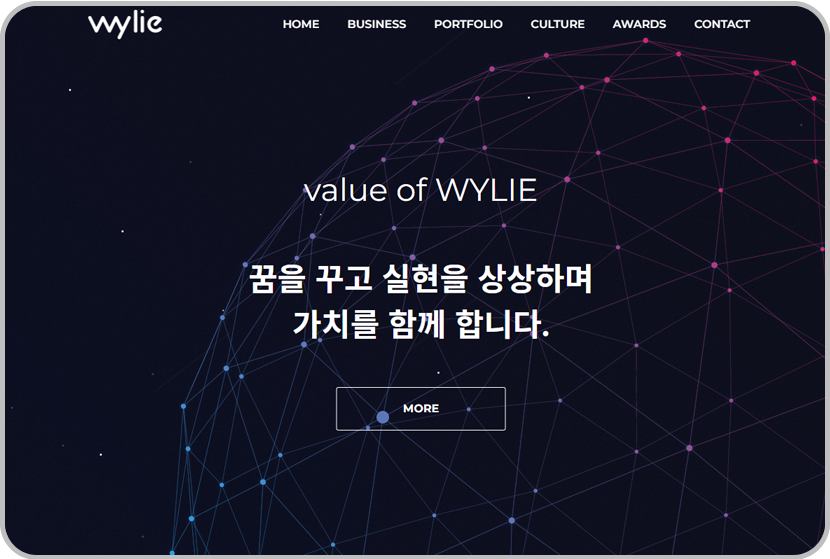 wylie
HOME BUSINESS PORTFOLIO CULTURE AWARDS CONTACT
value of WYLIE
꿈을 꾸고 실현을 상상하며
가치를 함께 합니다.
MORE